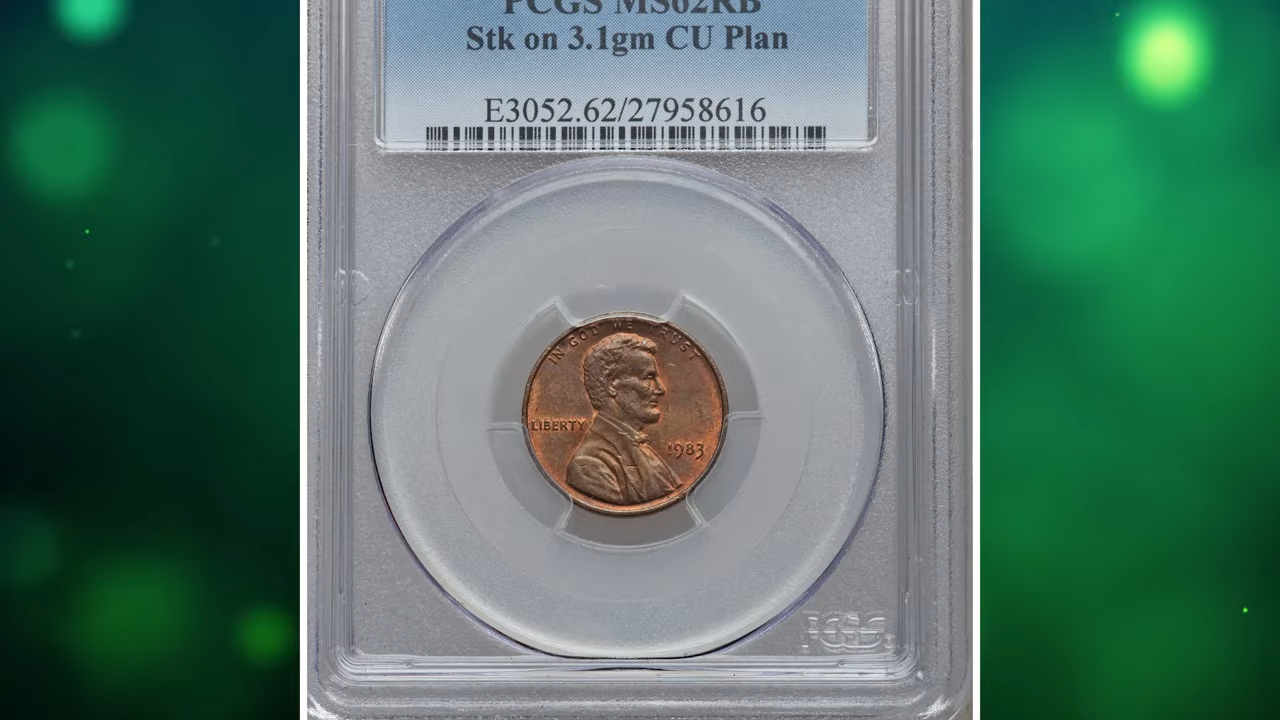 PCGS MS62RB
Stk on 3.1gm CU Plan
E3052.62/27958616
IN GOD WE TRUST
LIBERTY
1983
PCGS